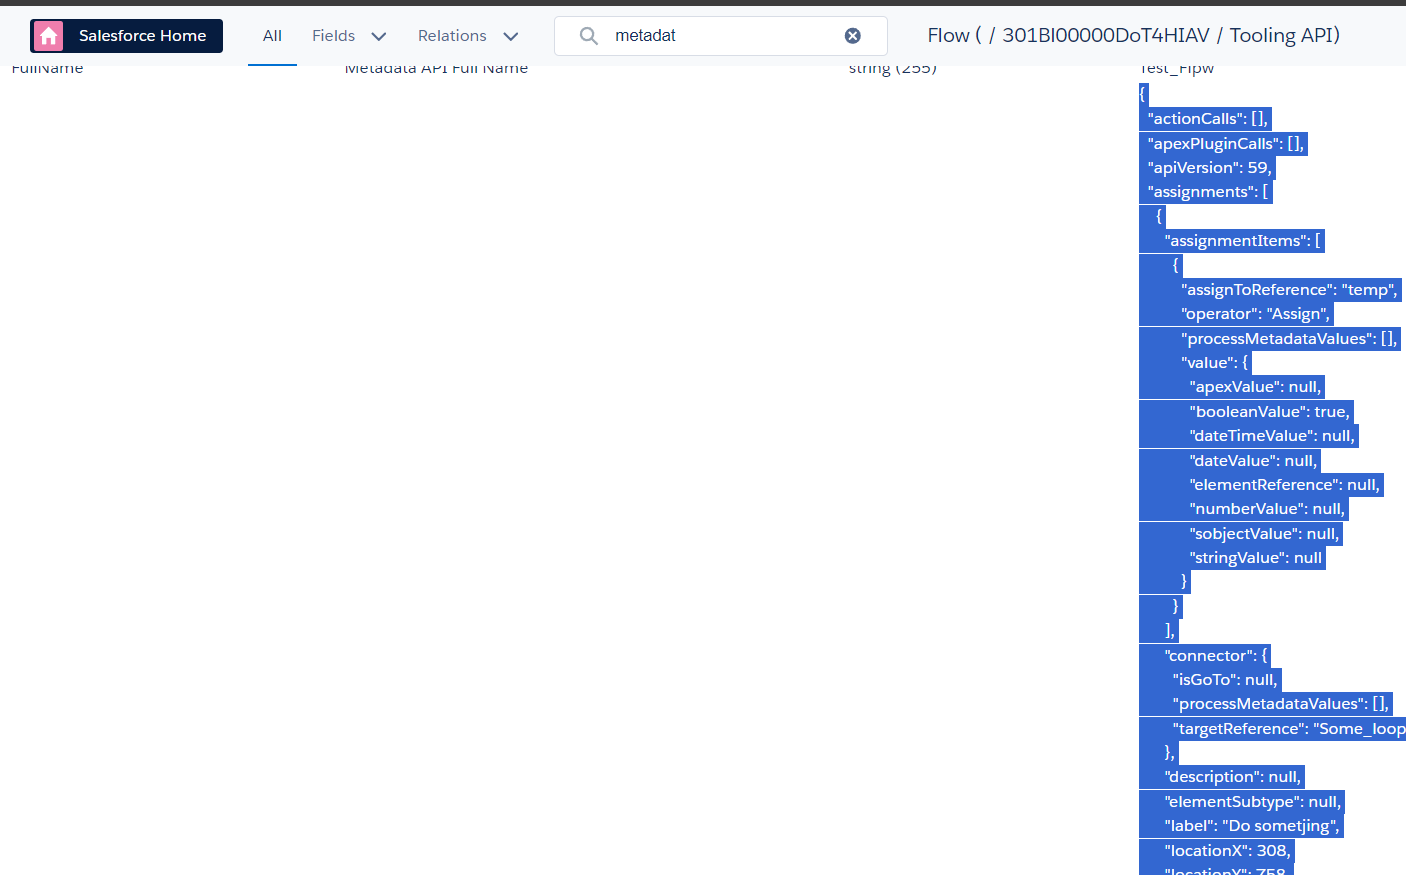 Salesforce Home All Fields Relations metadat Flow ( / 301BI00000DoT4HIAV / Tooling API)
FullName Metadata API Full Name string (255) Test_Flpw
{
"actionCalls": [],
"apexPluginCalls": [],
"apiVersion": 59,
"assignments": [
{
"assignmentItems": [
{
"assignToReference": "temp",
"operator": "Assign",
"processMetadataValues": [],
"value": {
"apexValue": null,
"booleanValue": true,
"dateTimeValue": null,
"dateValue": null,
"elementReference": null,
"numberValue": null,
"sobjectValue": null,
"stringValue": null
}
}
],
"connector": {
"isGoTo": null,
"processMetadataValues": [],
"targetReference": "Some_loop
},
"description": null,
"elementSubtype": null,
"label": "Do sometjing",
"locationX": 308,
"locationY": 758,